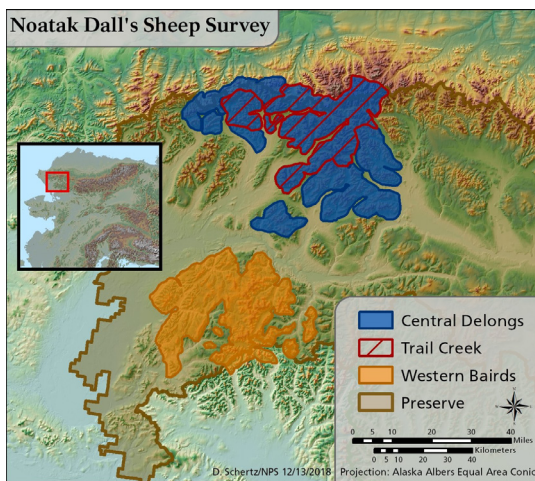 Noatak Dall's Sheep Survey
Central Delongs
Trail Creek
Western Bairds
Preserve
0 5 10 20 30 40
Miles
Kilometers
0 5 10 20 30 40
D. Schertz/NPS 12/13/2018 Projection: Alaska Albers Equal Area Conic